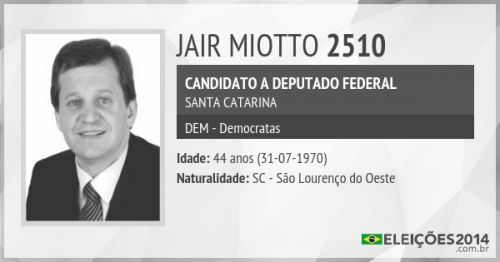 JAIR MIOTTO 2510
CANDIDATO A DEPUTADO FEDERAL
SANTA CATARINA
DEM - Democratas
Idade: 44 anos (31-07-1970)
Naturalidade: SC - São Lourenço do Oeste
ELEIÇÕES2014
.com.br